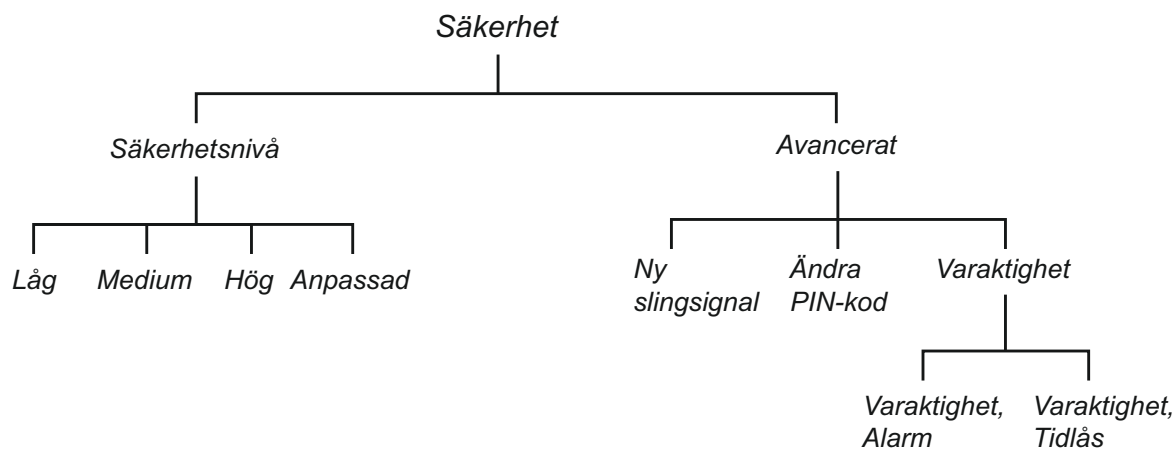 Säkerhet
Säkerhetsnivå
Avancerat
Låg
Medium
Hög
Anpassad
Ny
slingsignal
Ändra
PIN-kod
Varaktighet
Varaktighet,
Alarm
Varaktighet,
Tidlås